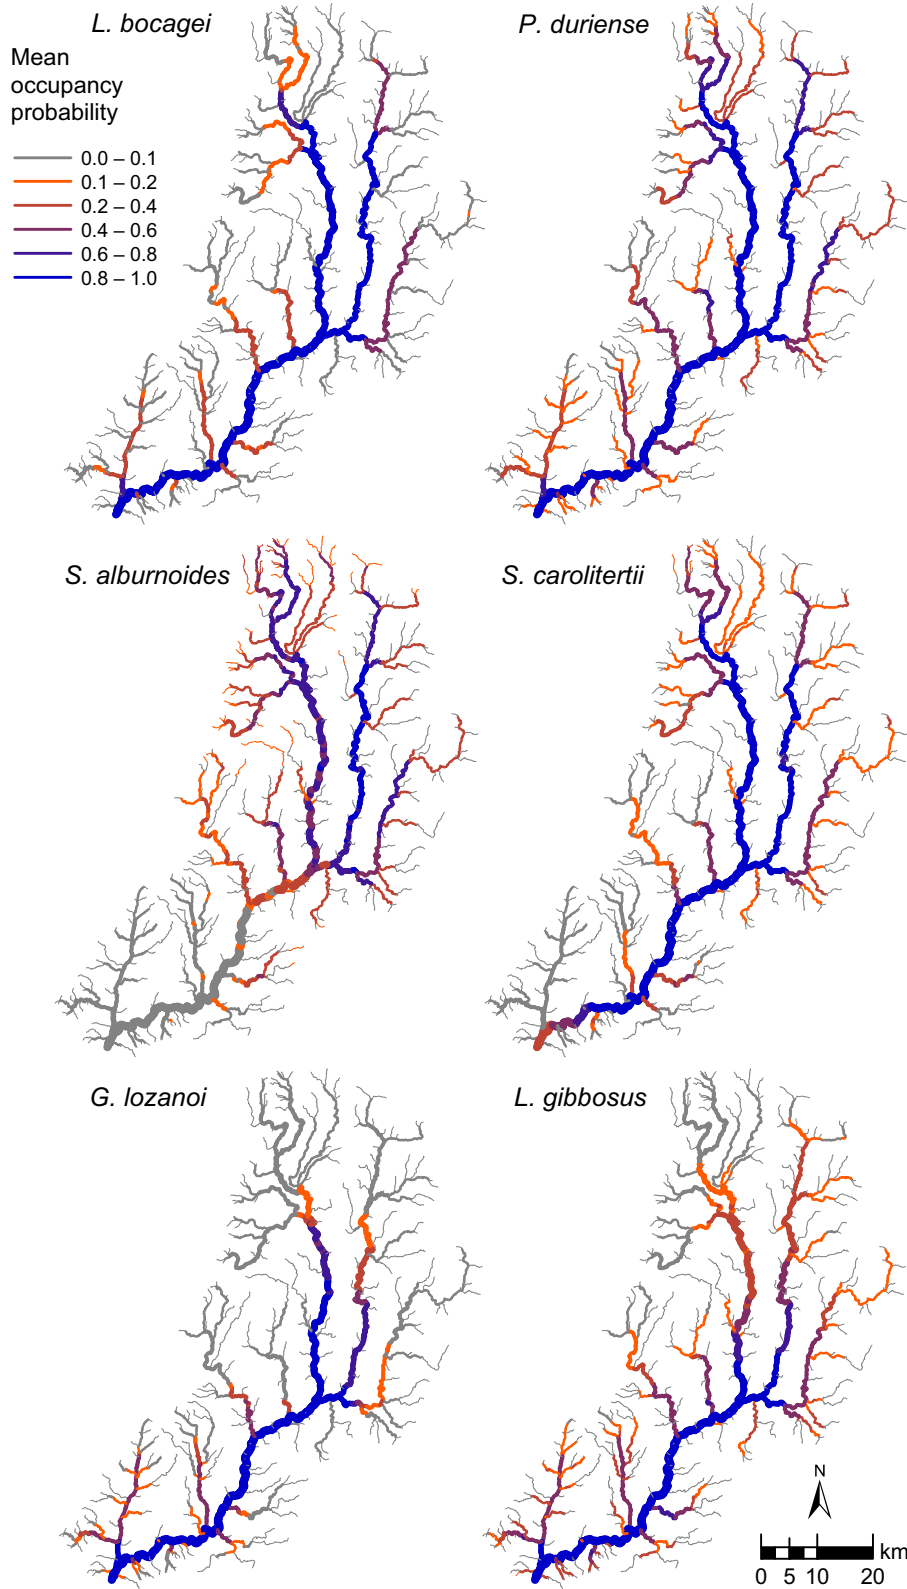 L. bocagei
P. duriense
Mean
occupancy
probability
0.0 – 0.1
0.1 – 0.2
0.2 – 0.4
0.4 – 0.6
0.6 – 0.8
0.8 – 1.0
S. alburnoides
S. carolitertii
G. lozanoi
L. gibbosus
N
km
0 5 10 20